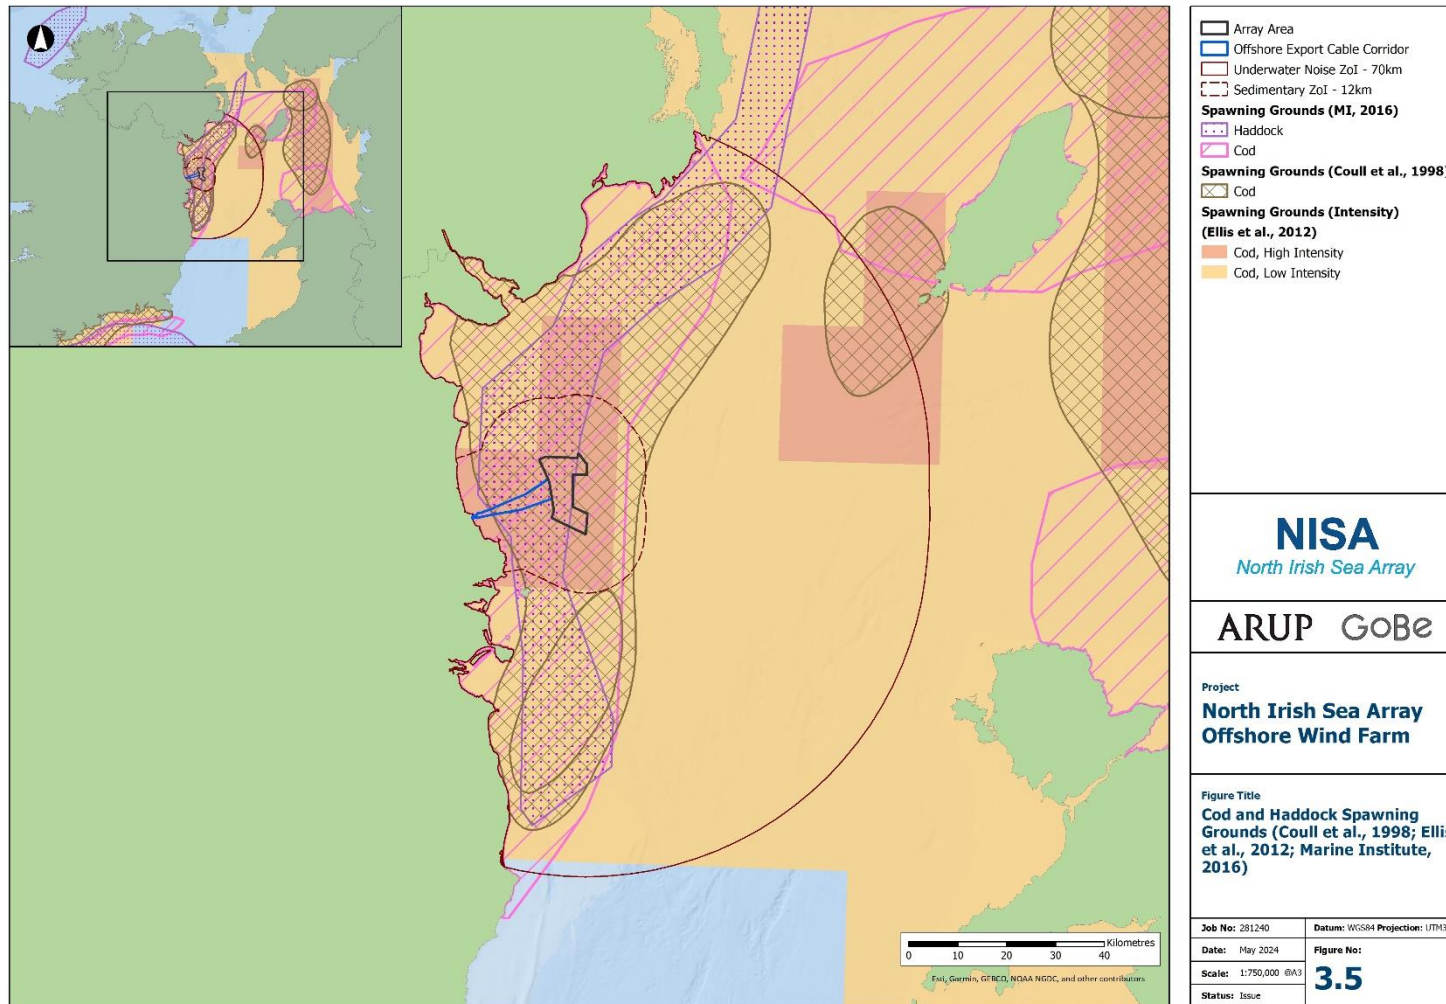 Array Area
Offshore Export Cable Corridor
Underwater Noise ZoI - 70km
Sedimentary ZoI - 12km
Spawning Grounds (MI, 2016)
Haddock
Cod
Spawning Grounds (Coull et al., 1998)
Cod
Spawning Grounds (Intensity)
(Ellis et al., 2012)
Cod, High Intensity
Cod, Low Intensity
NISA
North Irish Sea Array
ARUP GoBe
Project
North Irish Sea Array
Offshore Wind Farm
Figure Title
Cod and Haddock Spawning
Grounds (Coull et al., 1998; Ellis
et al., 2012; Marine Institute,
2016)
Job No: 281240
Datum: WGS84 Projection: UTM3
Date: May 2024
Figure No:
Scale: 1:750,000 @A3
3.5
Status: Issue
Kilometres
0 10 20 30 40
Esri, Garmin, GEBCO, NOAA NGDC, and other contributors